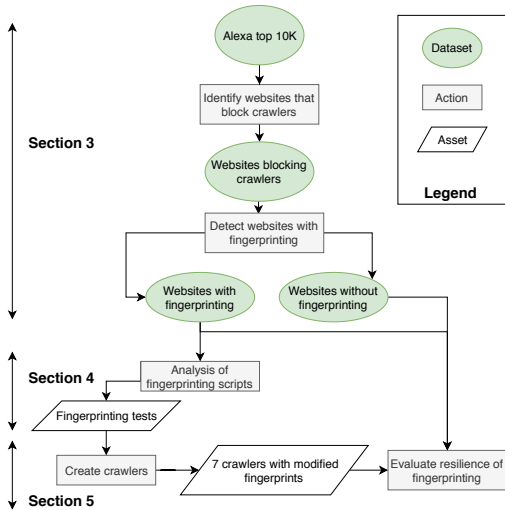 Alexa top 10K
Dataset
Identify websites that
block crawlers
Action
Section 3
Asset
Websites blocking
crawlers
Legend
Detect websites with
fingerprinting
Websites with
fingerprinting
Websites without
fingerprinting
Section 4
Analysis of
fingerprinting scripts
Fingerprinting tests
Create crawlers
7 crawlers with modified
fingerprints
Evaluate resilience of
fingerprinting
Section 5